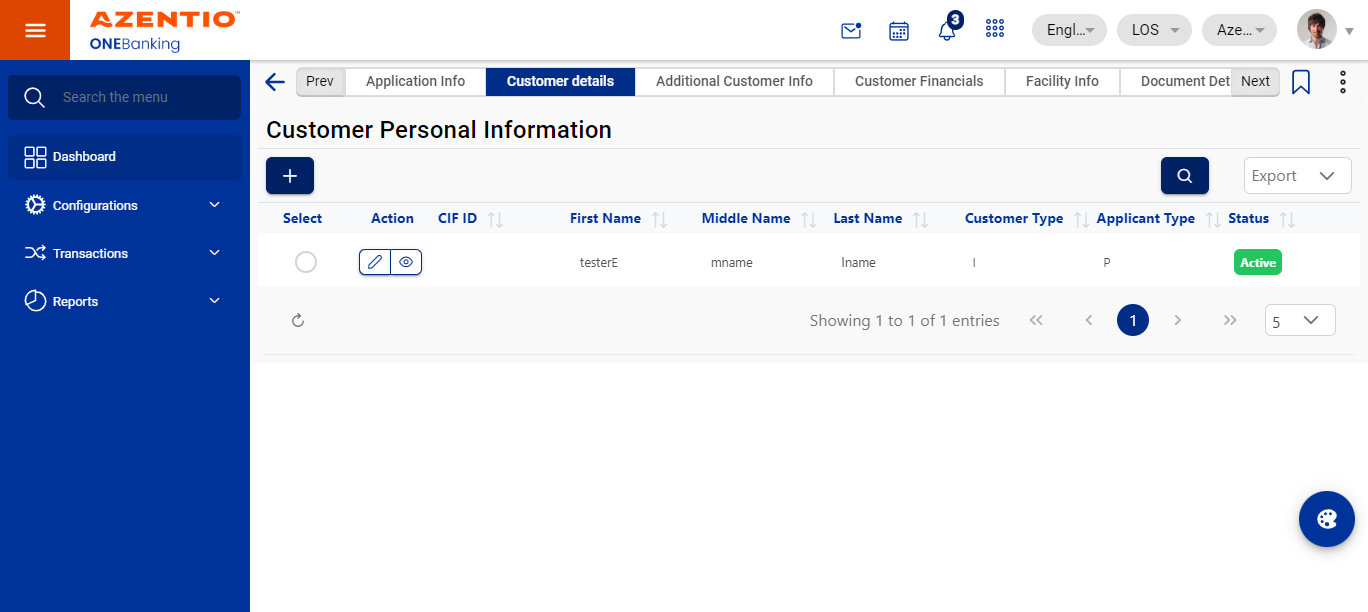 AZENTIO™
ONEBanking
3
Engl...
LOS
Aze...
Search the menu
Dashboard
Configurations
Transactions
Reports
Prev
Application Info
Customer details
Additional Customer Info
Customer Financials
Facility Info
Document Det
Next
Customer Personal Information
Export
Select Action CIF ID First Name Middle Name Last Name Customer Type Applicant Type Status
testerE mname lname I P Active
Showing 1 to 1 of 1 entries
1
5